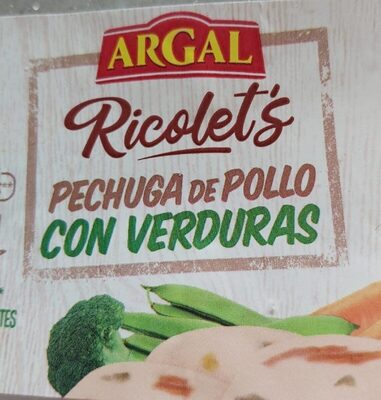 ARGAL
Ricolet's
PECHUGA DE POLLO
CON VERDURAS